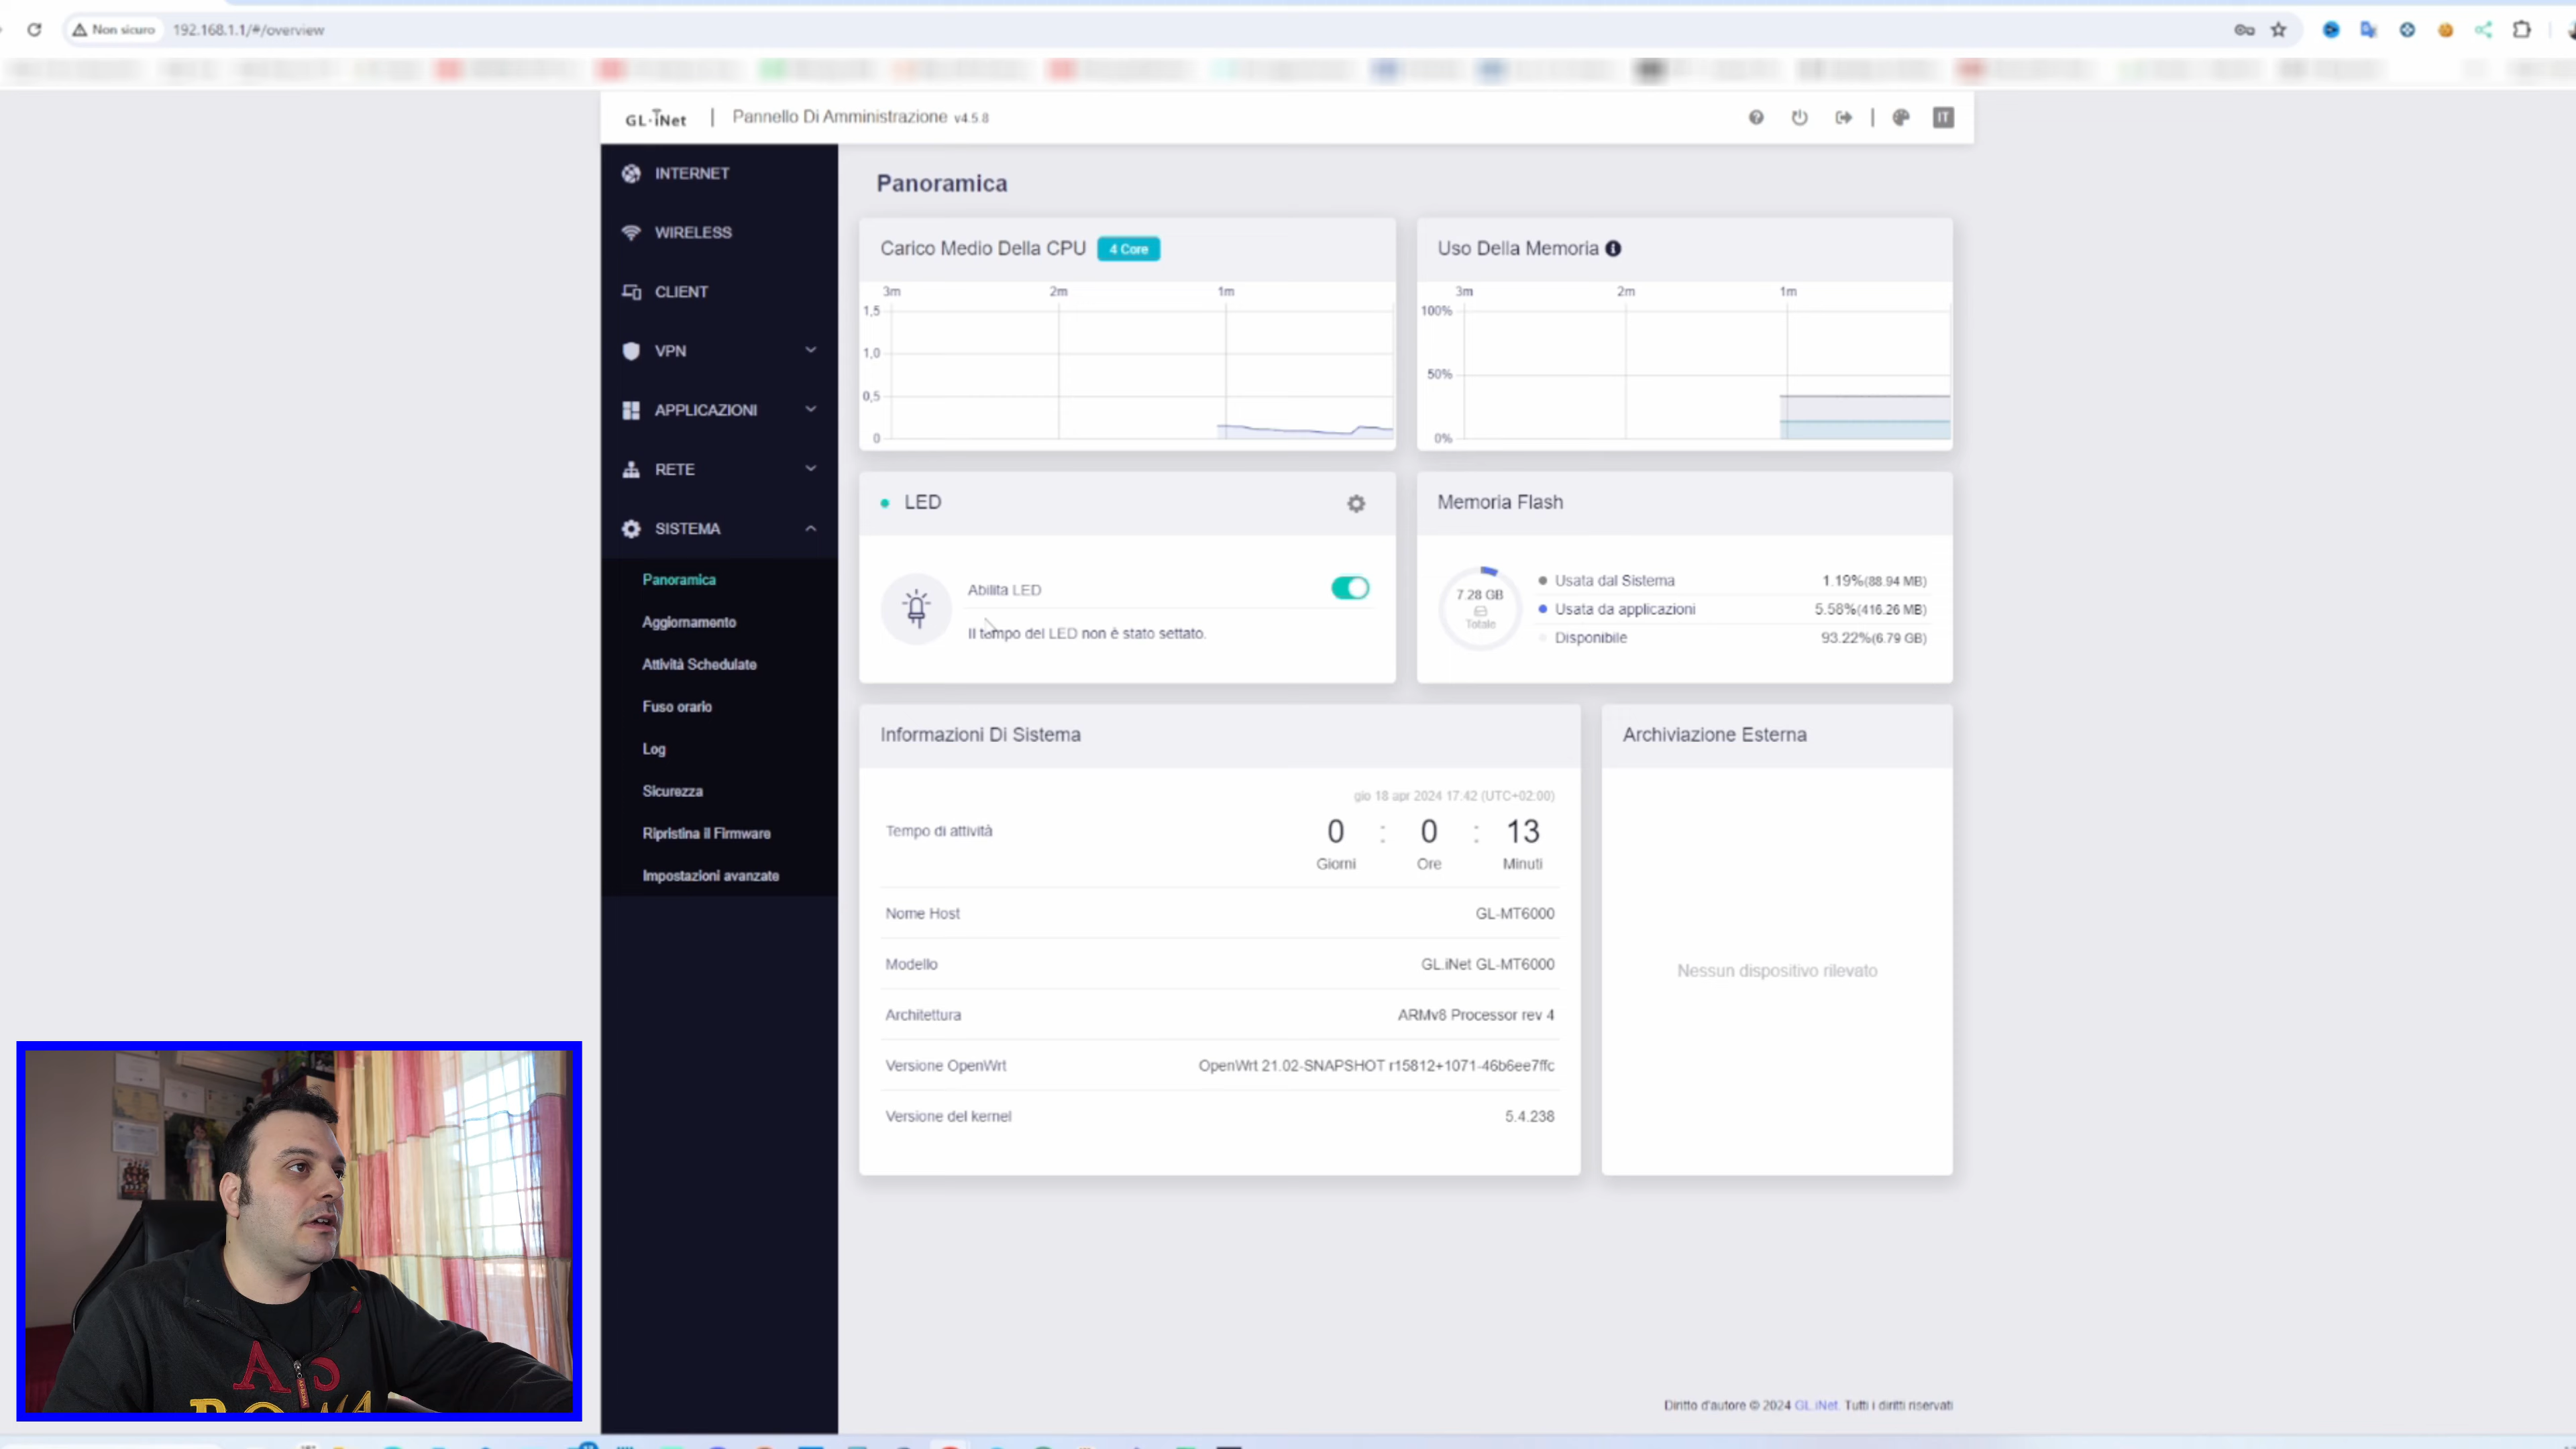 Non sicuro 192.168.1.1/#/overview
GL·iNet | Pannello Di Amministrazione v4.5.8
IT
INTERNET
WIRELESS
CLIENT
VPN
APPLICAZIONI
RETE
SISTEMA
Panoramica
Aggiornamento
Attività Schedulate
Fuso orario
Log
Sicurezza
Ripristina il Firmware
Impostazioni avanzate
Panoramica
Carico Medio Della CPU 4 Core
3m 2m 1m
1,5
1,0
0,5
0
Uso Della Memoria
3m 2m 1m
100%
50%
0%
LED
Abilita LED
Il tempo del LED non è stato settato.
Memoria Flash
7.28 GB
Totale
Usata dal Sistema 1.19%(88.94 MB)
Usata da applicazioni 5.58%(416.26 MB)
Disponibile 93.22%(6.79 GB)
Informazioni Di Sistema
gio 18 apr 2024 17:42 (UTC+02:00)
Tempo di attività 0 : 0 : 13
Giorni Ore Minuti
Nome Host GL-MT6000
Modello GL.iNet GL-MT6000
Architettura ARMv8 Processor rev 4
Versione OpenWrt OpenWrt 21.02-SNAPSHOT r15812+1071-46b6ee7ffc
Versione del kernel 5.4.238
Archiviazione Esterna
Nessun dispositivo rilevato
Diritto d'autore © 2024 GL.iNet. Tutti i diritti riservati
AS
ROMA